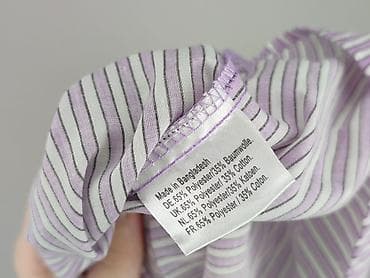 Made in Bangladesh
DE.65% Polyester/35% Baumwolle.
UK.65% Polyester/ 35% Cotton.
NL.65% Polyester/35% Katoen.
FR.65% Polyester / 35% Coton.